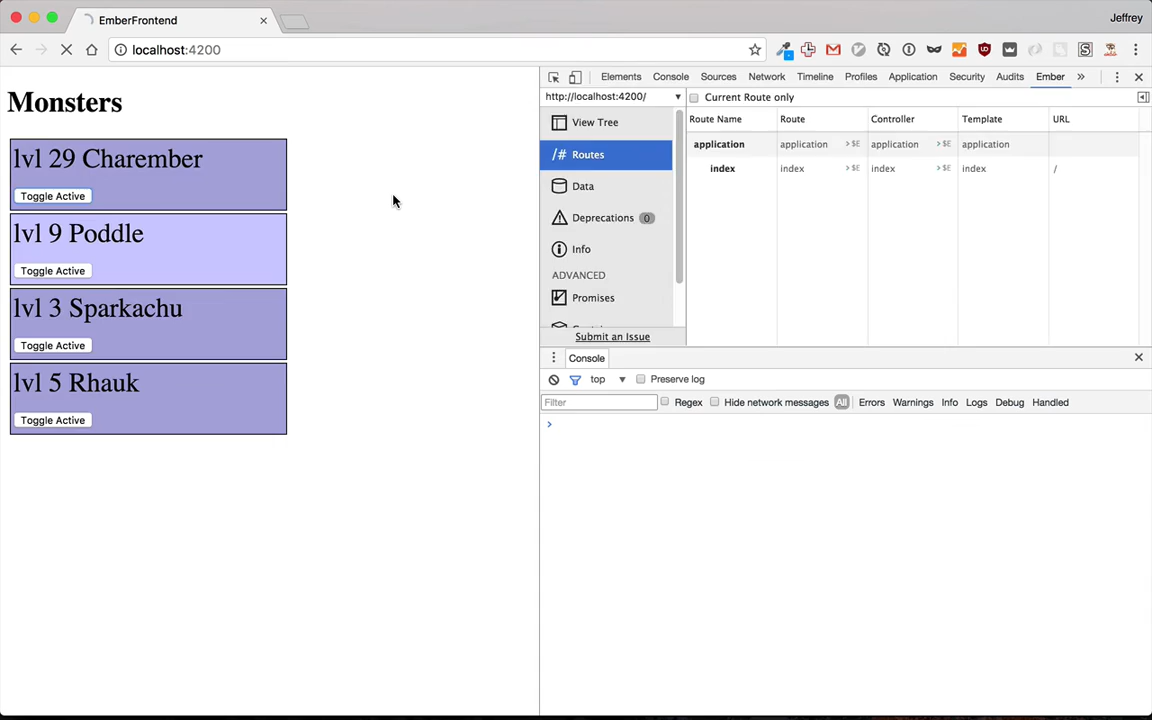 EmberFrontend
Jeffrey
localhost:4200
Monsters
lvl 29 Charember
Toggle Active
lvl 9 Poddle
Toggle Active
lvl 3 Sparkachu
Toggle Active
lvl 5 Rhauk
Toggle Active
Elements Console Sources Network Timeline Profiles Application Security Audits Ember »
http://localhost:4200/
Current Route only
View Tree
/# Routes
Data
Deprecations 0
Info
ADVANCED
Promises
Submit an Issue
Route Name Route Controller Template URL
application application >$E application >$E application
index index >$E index >$E index /
Console
top Preserve log
Filter Regex Hide network messages All Errors Warnings Info Logs Debug Handled
>